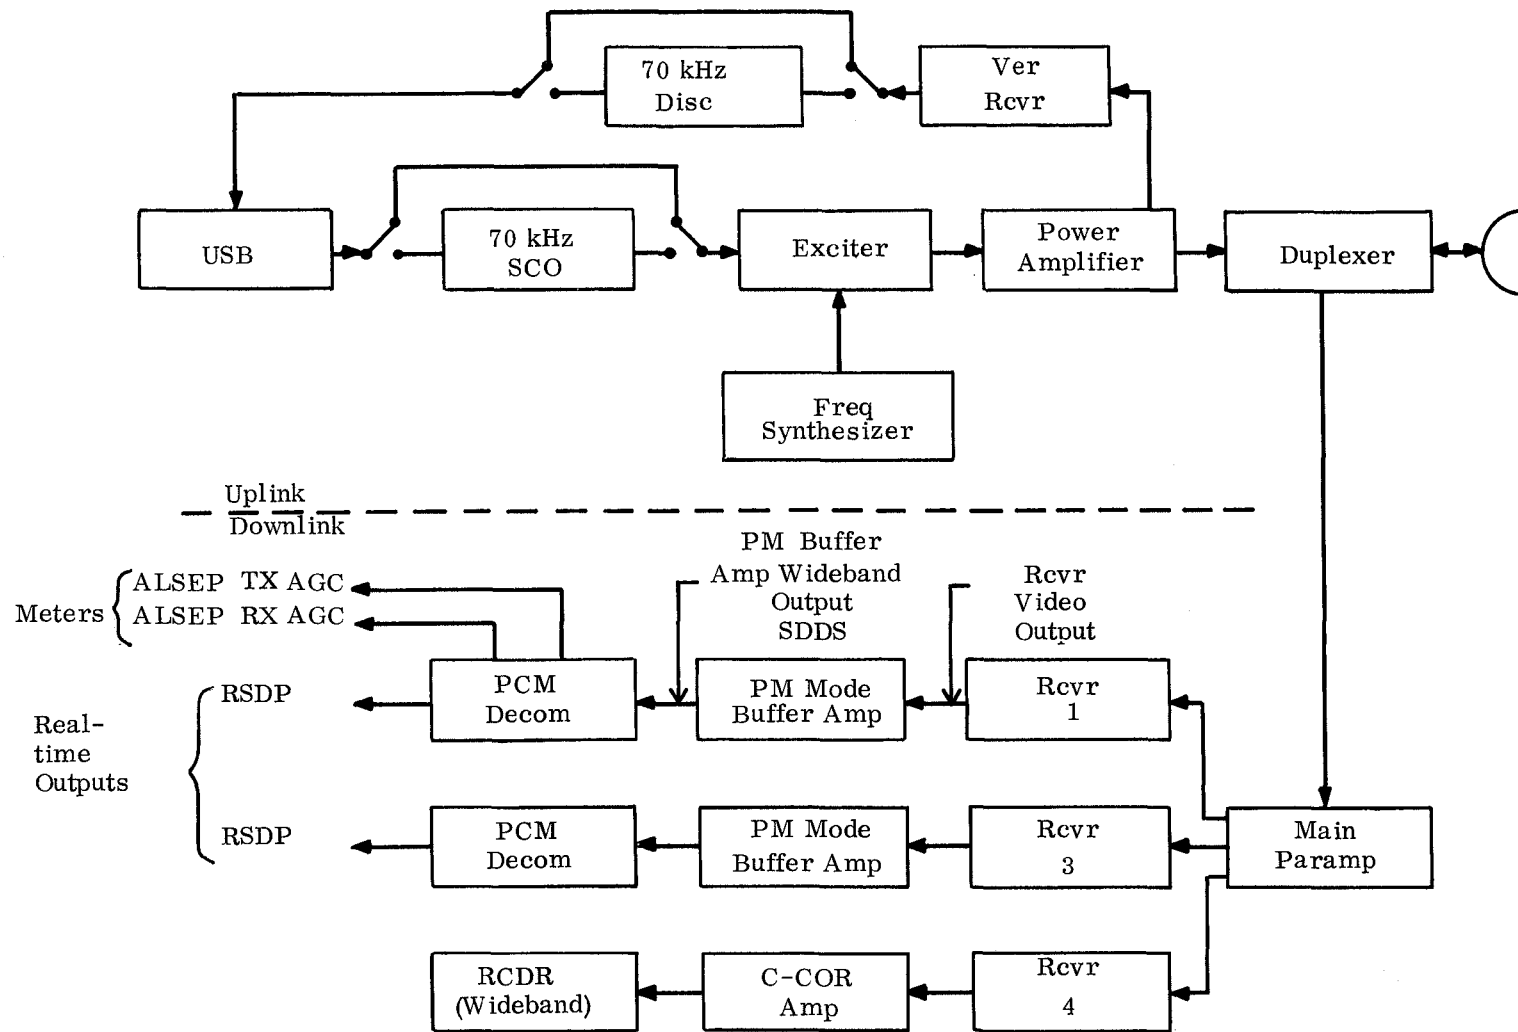 70 kHz
Disc
Ver
Rcvr
USB
70 kHz
SCO
Exciter
Power
Amplifier
Duplexer
Freq
Synthesizer
Uplink
Downlink
Meters
ALSEP TX AGC
ALSEP RX AGC
PM Buffer
Amp Wideband
Output
SDDS
Rcvr
Video
Output
Real-
time
Outputs
RSDP
PCM
Decom
PM Mode
Buffer Amp
Rcvr
1
RSDP
PCM
Decom
PM Mode
Buffer Amp
Rcvr
3
Main
Paramp
RCDR
(Wideband)
C-COR
Amp
Rcvr
4